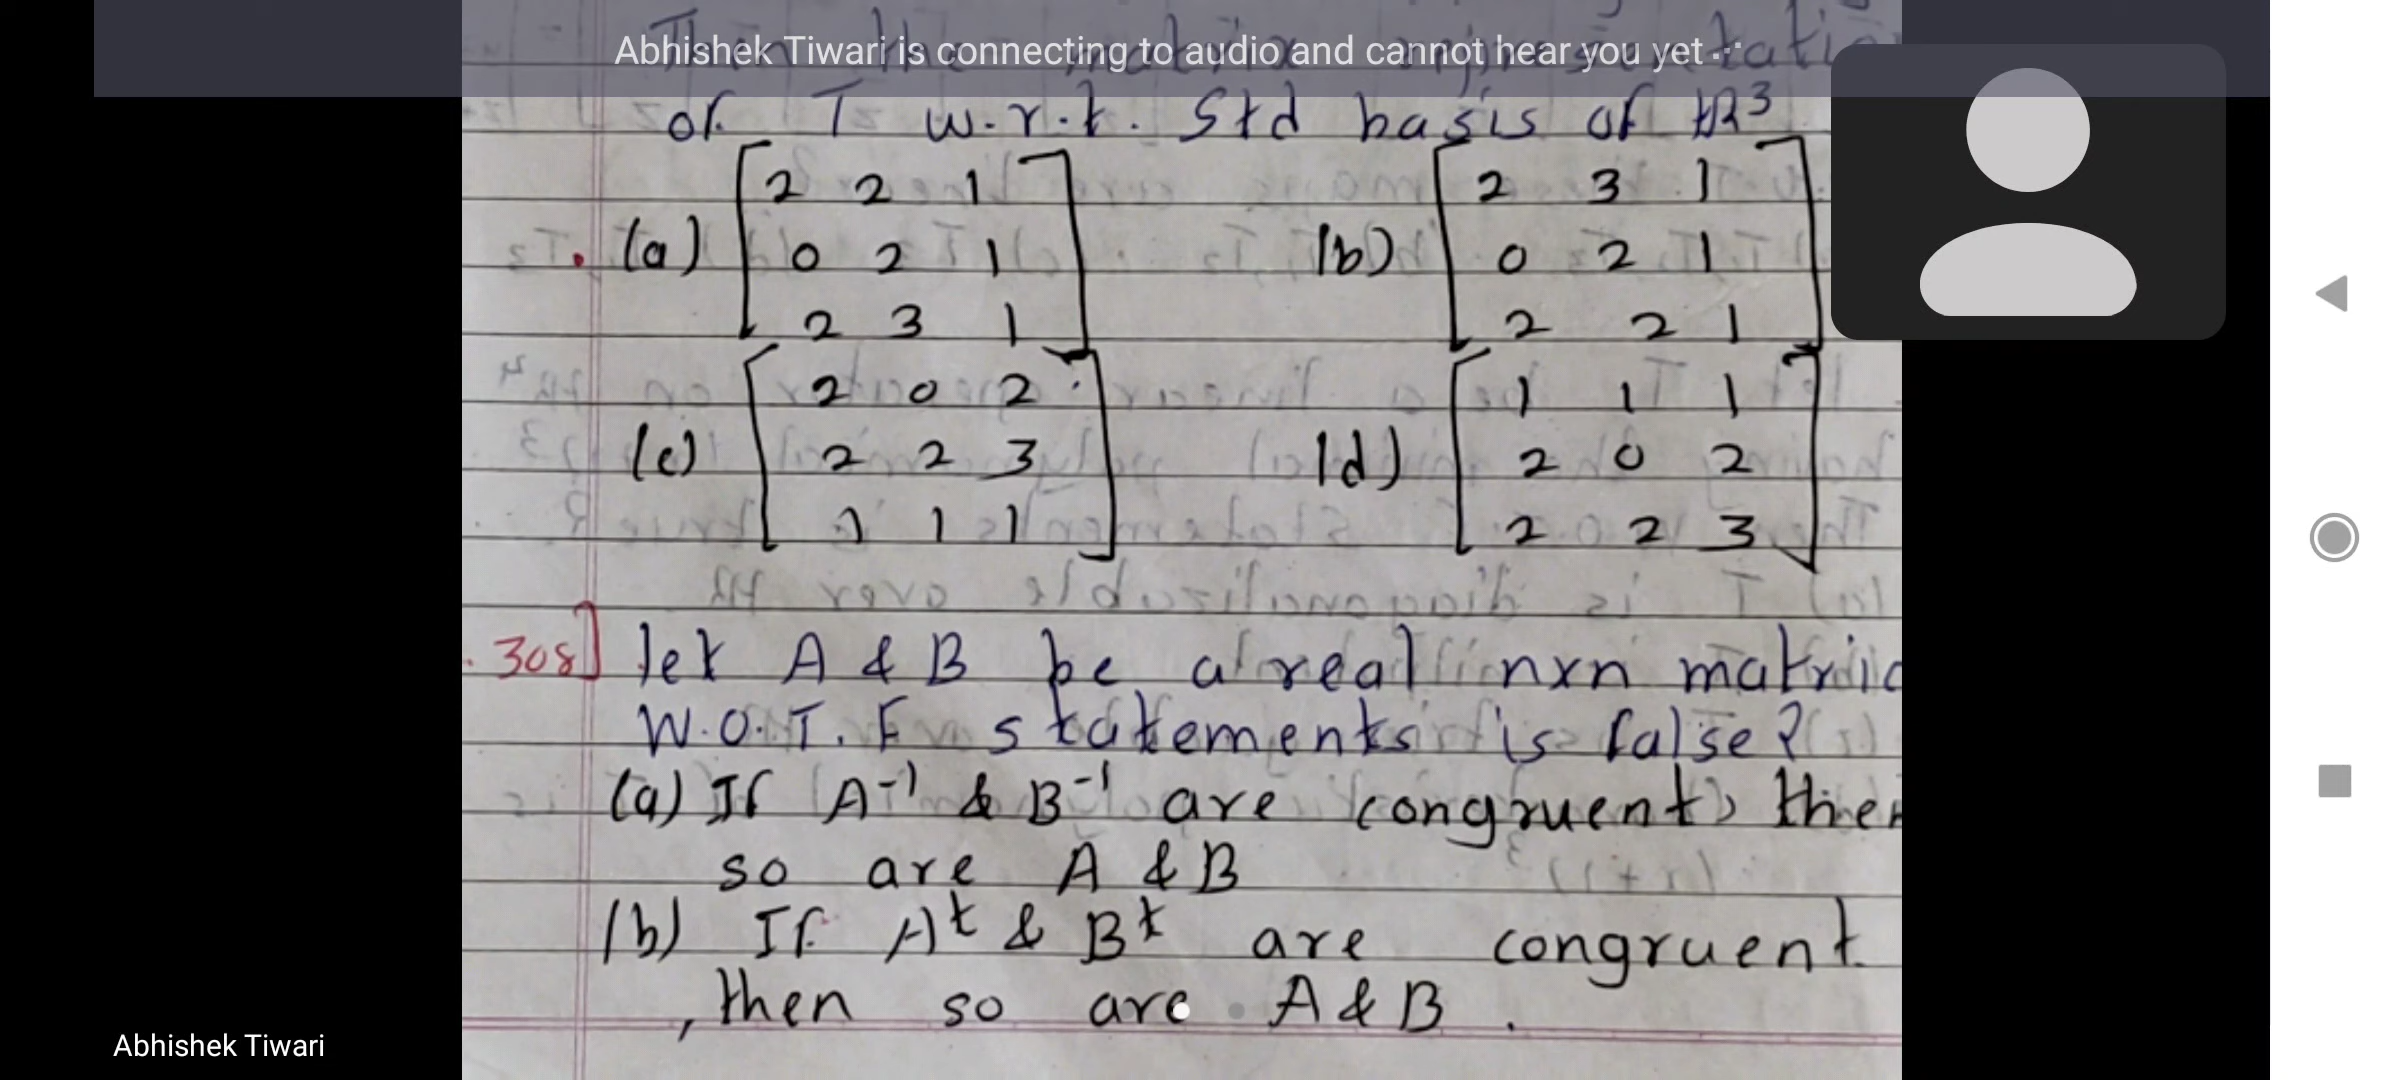 Abhishek Tiwari is connecting to audio and cannot hear you yet
Then the matrix
of T w.r.t. Std basis of ℝ³
(a) [2 2 1
0 2 1
2 3 1]
(b) [2 3 1
0 2 1
2 2 1]
(c) [2 0 2
2 2 3
1 1 1]
(d) [1 1 1
2 0 2
2 2 3]
308] let A & B be a real nxn matric
W.O.T.F statements is false?
(a) If A⁻¹ & B⁻¹ are congruent, then
so are A & B
(b) If Aᵗ & Bᵗ are congruent
, then so are A & B.
Abhishek Tiwari